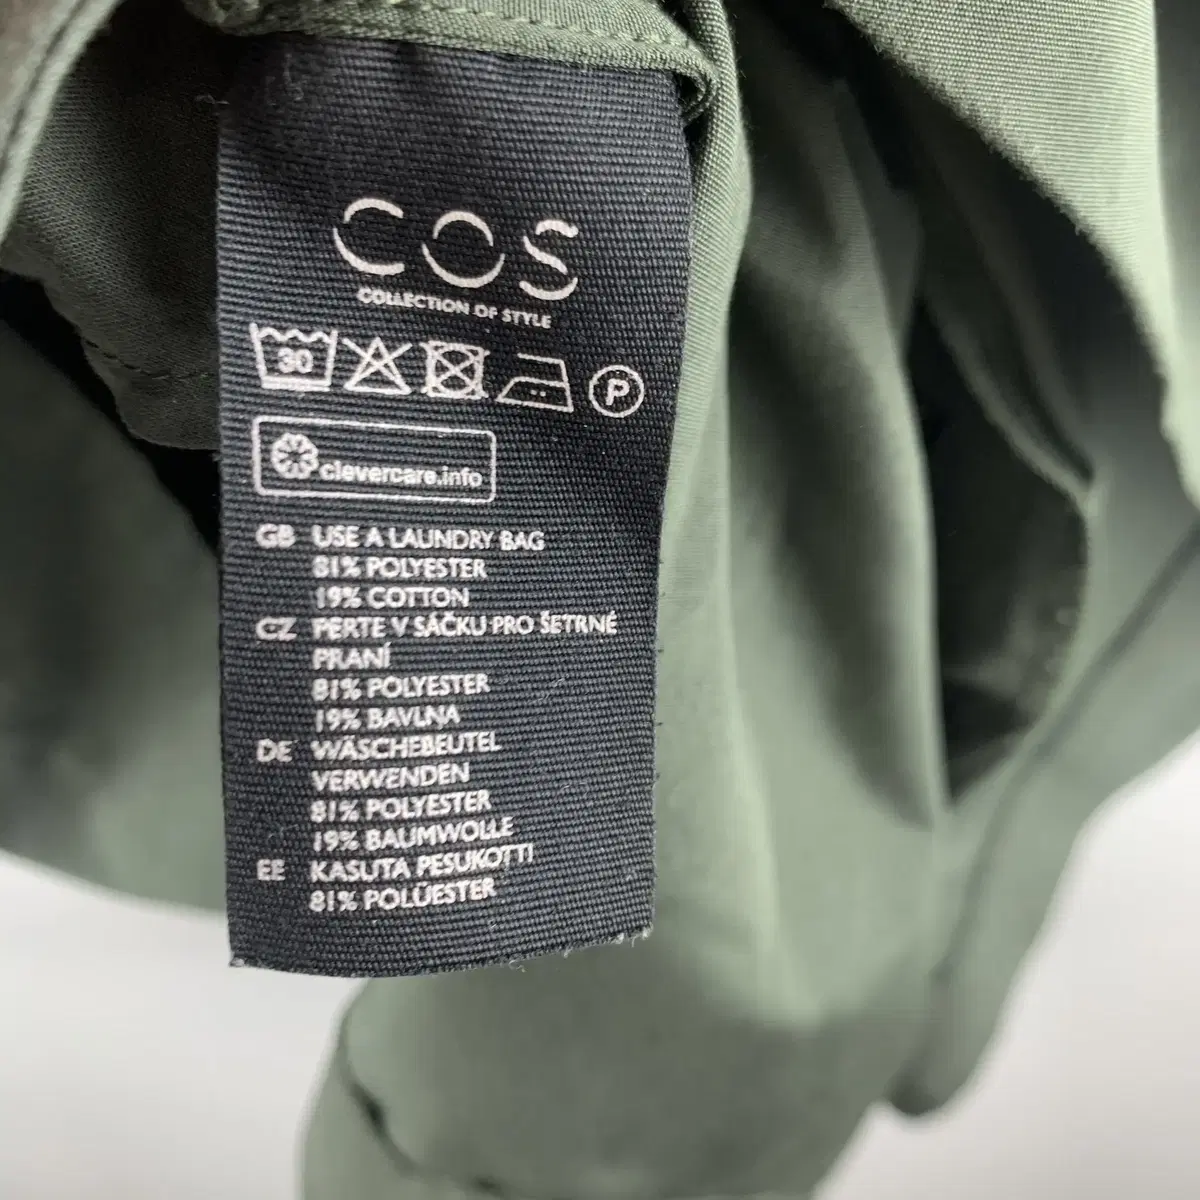 COS
COLLECTION OF STYLE
30
P
clevercare.info
GB USE A LAUNDRY BAG
81% POLYESTER
19% COTTON
CZ PERTE V SÁČKU PRO ŠETRNÉ
PRANÍ
81% POLYESTER
19% BAVLNA
DE WÄSCHEBEUTEL
VERWENDEN
81% POLYESTER
19% BAUMWOLLE
EE KASUTA PESUKOTTI
81% POLÜESTER